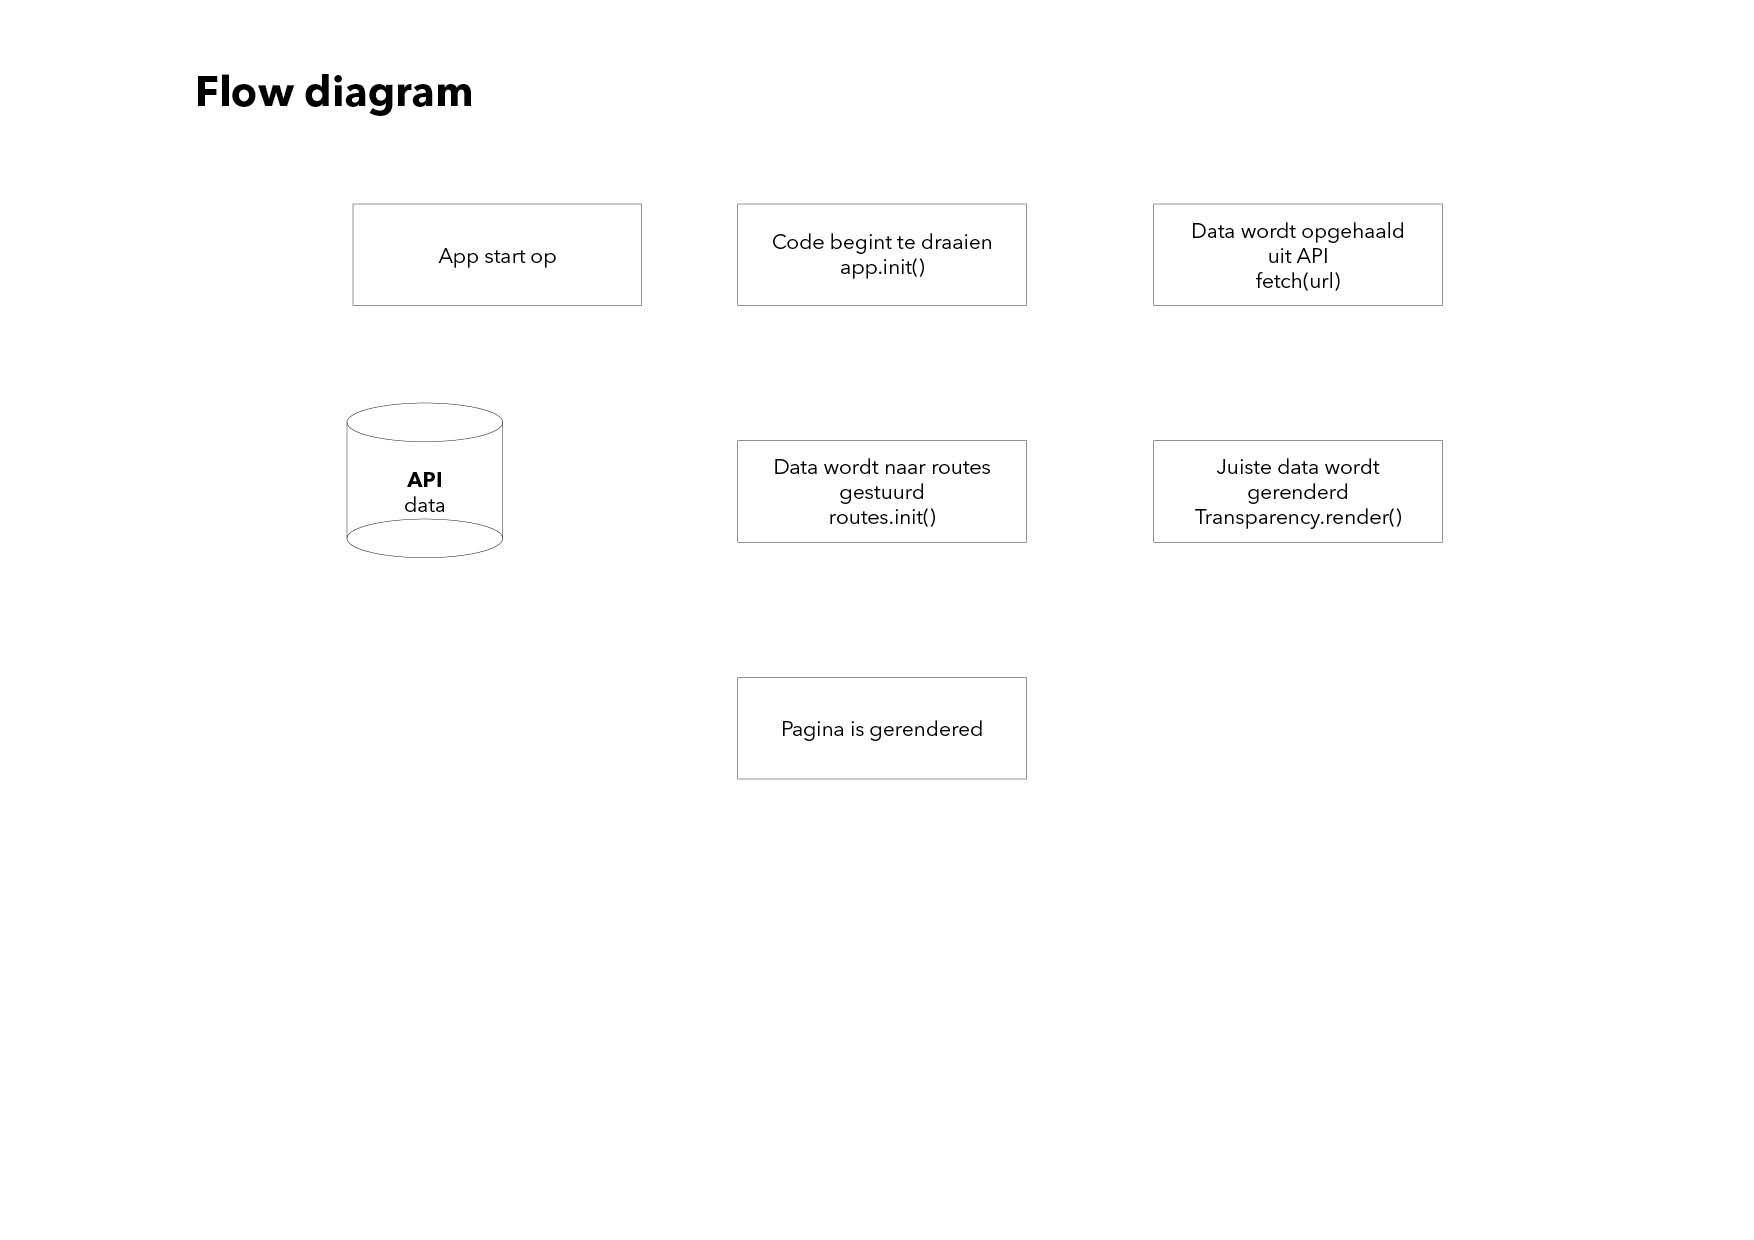 Flow diagram
App start op
Code begint te draaien
app.init()
Data wordt opgehaald
uit API
fetch(url)
API
data
Data wordt naar routes
gestuurd
routes.init()
Juiste data wordt
gerenderd
Transparency.render()
Pagina is gerendered